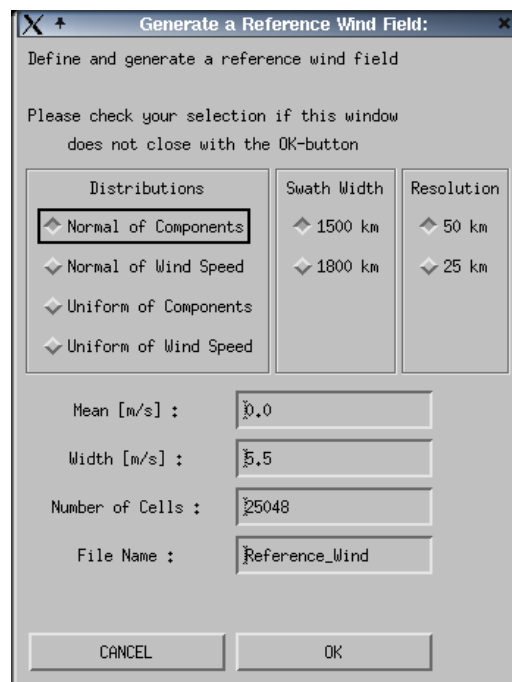 Generate a Reference Wind Field:
Define and generate a reference wind field
Please check your selection if this window
does not close with the OK-button
Distributions
Normal of Components
Normal of Wind Speed
Uniform of Components
Uniform of Wind Speed
Swath Width
1500 km
1800 km
Resolution
50 km
25 km
Mean [m/s] : 0.0
Width [m/s] : 5.5
Number of Cells : 25048
File Name : Reference_Wind
CANCEL OK